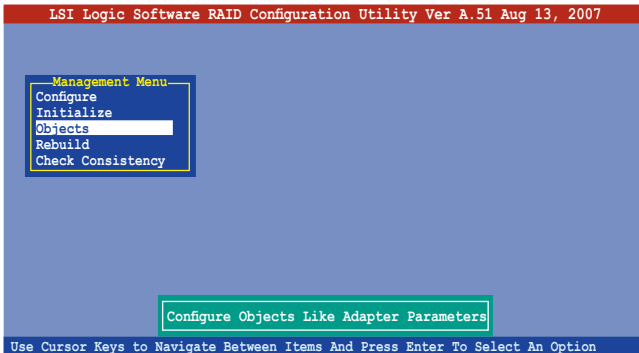 LSI Logic Software RAID Configuration Utility Ver A.51 Aug 13, 2007
Management Menu
Configure
Initialize
Objects
Rebuild
Check Consistency
Configure Objects Like Adapter Parameters
Use Cursor Keys to Navigate Between Items And Press Enter To Select An Option